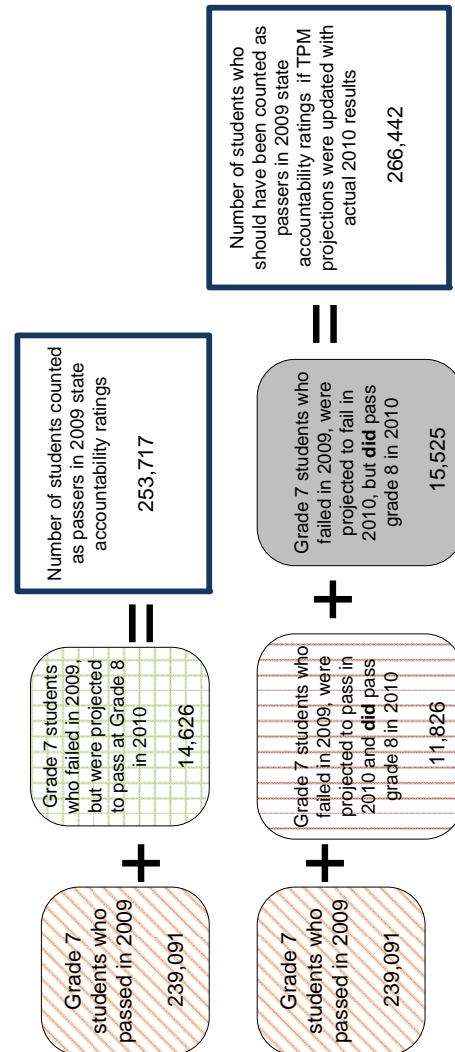 Grade 7
students who
passed in 2009
239,091
+
Grade 7 students
who failed in 2009,
but were projected
to pass at Grade 8
in 2010
14,626
=
Number of students counted
as passers in 2009 state
accountability ratings
253,717
Grade 7
students who
passed in 2009
239,091
+
Grade 7 students who
failed in 2009, were
projected to pass in
2010 and did pass
grade 8 in 2010
11,826
+
Grade 7 students who
failed in 2009, were
projected to fail in
2010, but did pass
grade 8 in 2010
15,525
=
Number of students who
should have been counted as
passers in 2009 state
accountability ratings if TPM
projections were updated with
actual 2010 results
266,442